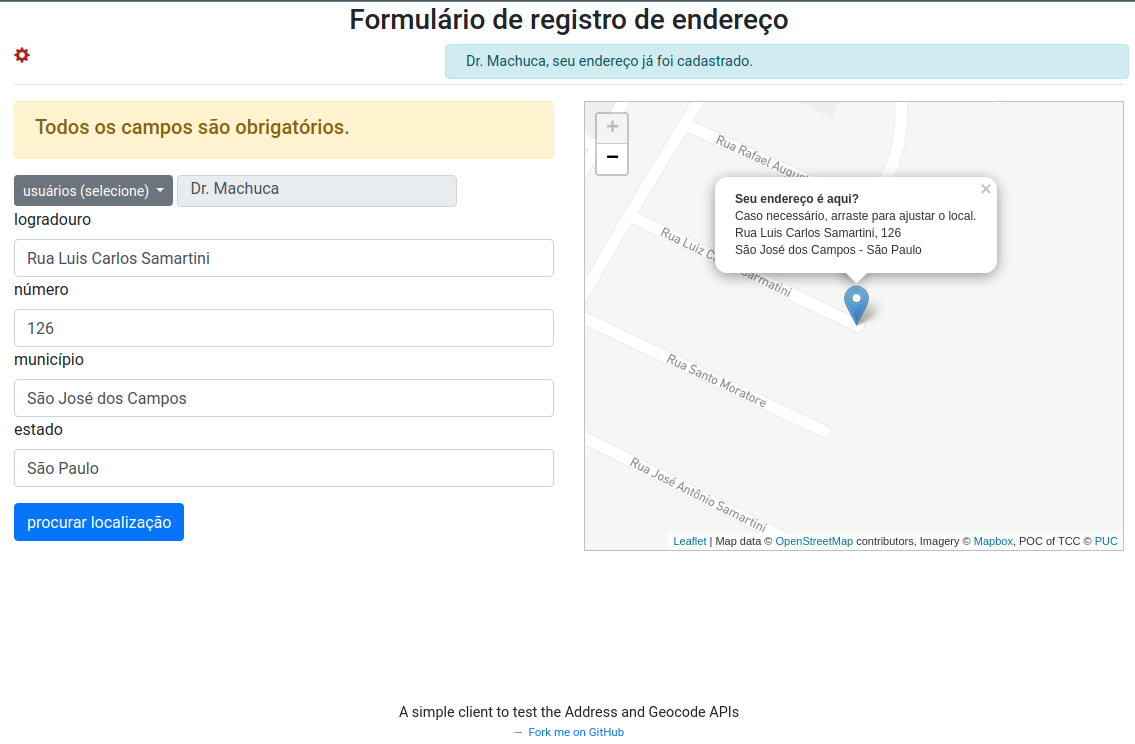 Formulário de registro de endereço
Dr. Machuca, seu endereço já foi cadastrado.
Todos os campos são obrigatórios.
usuários (selecione) Dr. Machuca
logradouro
Rua Luis Carlos Samartini
número
126
município
São José dos Campos
estado
São Paulo
procurar localização
+
−
Rua Rafael
Seu endereço é aqui?
×
Caso necessário, arraste para ajustar o local.
Rua Luis Carlos Samartini, 126
São José dos Campos - São Paulo
Rua Luiz
Rua Santo Moratore
Rua José Antônio Samartini
Leaflet | Map data © OpenStreetMap contributors, Imagery © Mapbox, POC of TCC © PUC
A simple client to test the Address and Geocode APIs
— Fork me on GitHub